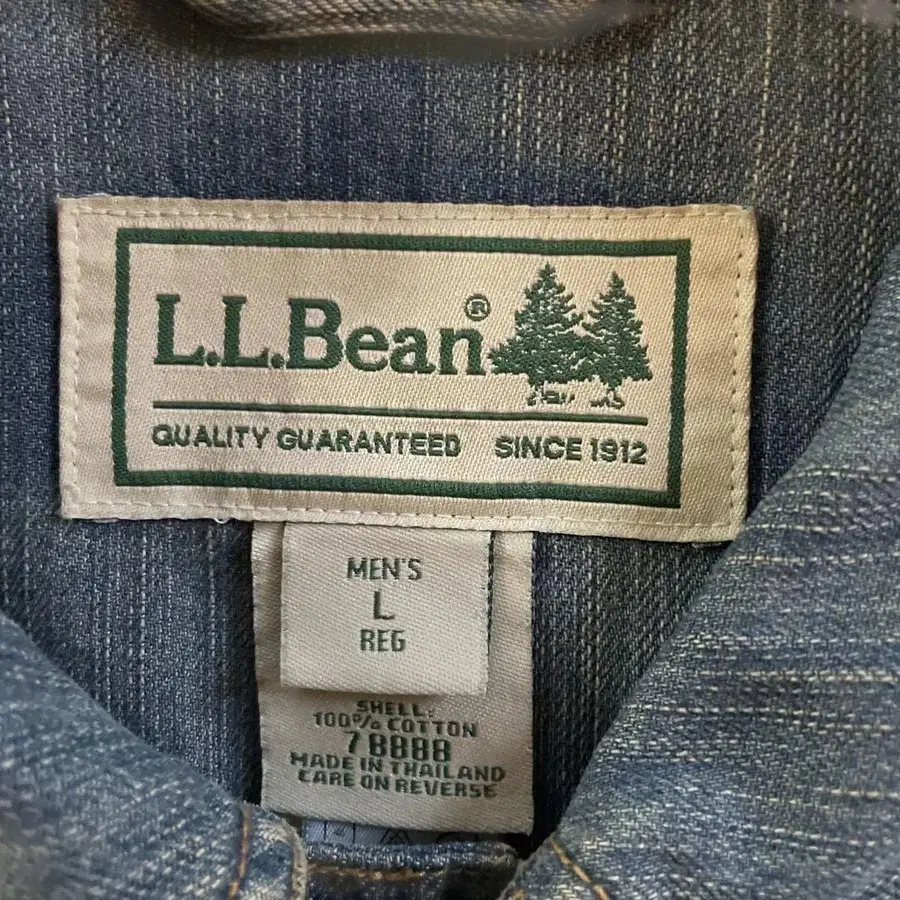 L.L.Bean®
QUALITY GUARANTEED SINCE 1912
MEN'S
L
REG
SHELL:
100% COTTON
78888
MADE IN THAILAND
CARE ON REVERSE